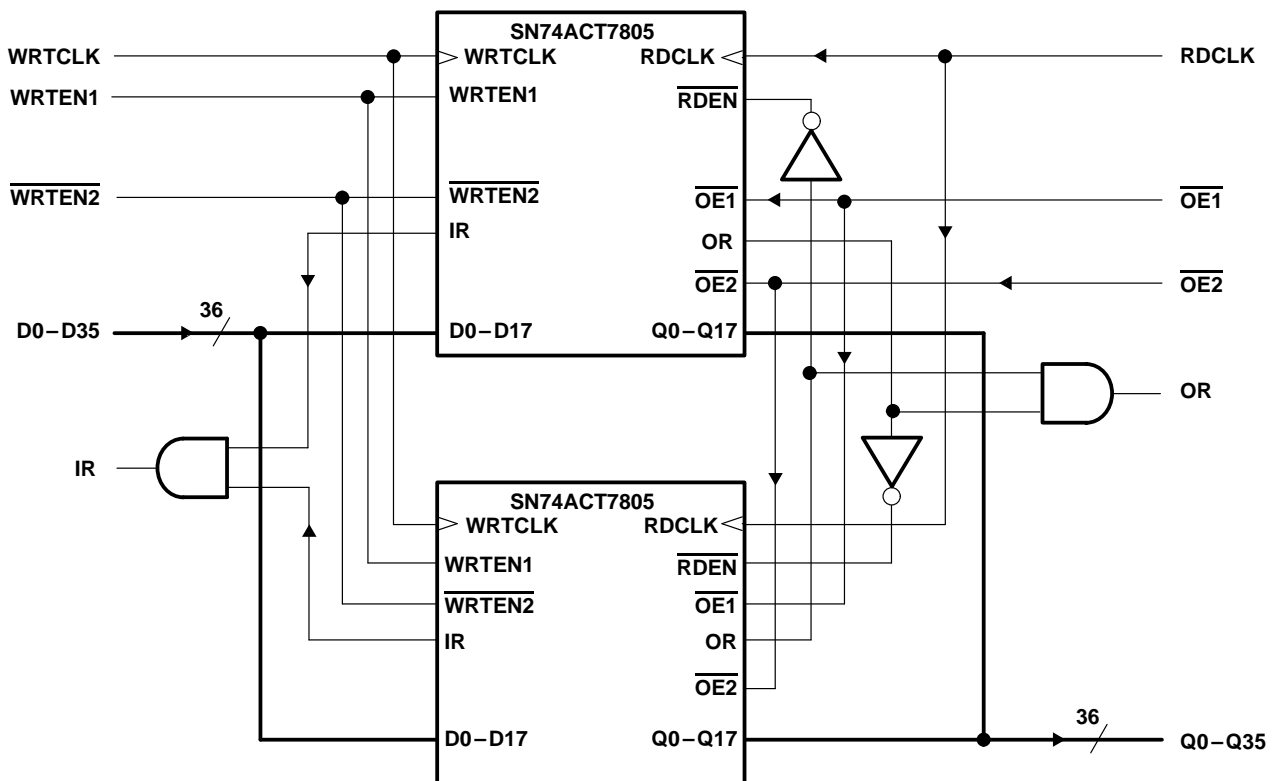 SN74ACT7805
WRTCLK WRTCLK RDCLK RDCLK
WRTEN1 WRTEN1 RDEN
WRTEN2 WRTEN2 OE1 OE1
IR OR
OE2 OE2
36
D0–D35 D0–D17 Q0–Q17
OR
IR
SN74ACT7805
WRTCLK RDCLK
WRTEN1 RDEN
WRTEN2 OE1
IR OR
OE2
36
D0–D17 Q0–Q17 Q0–Q35